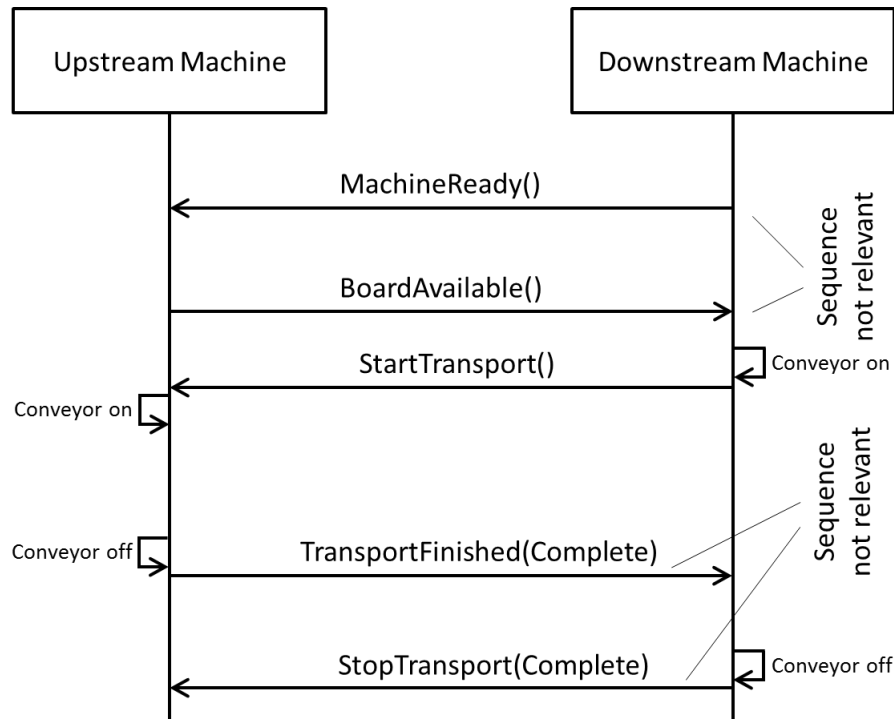 Upstream Machine
Downstream Machine
MachineReady()
BoardAvailable()
Sequence
not relevant
StartTransport()
Conveyor on
Conveyor on
Conveyor off
TransportFinished(Complete)
Sequence
not relevant
StopTransport(Complete)
Conveyor off